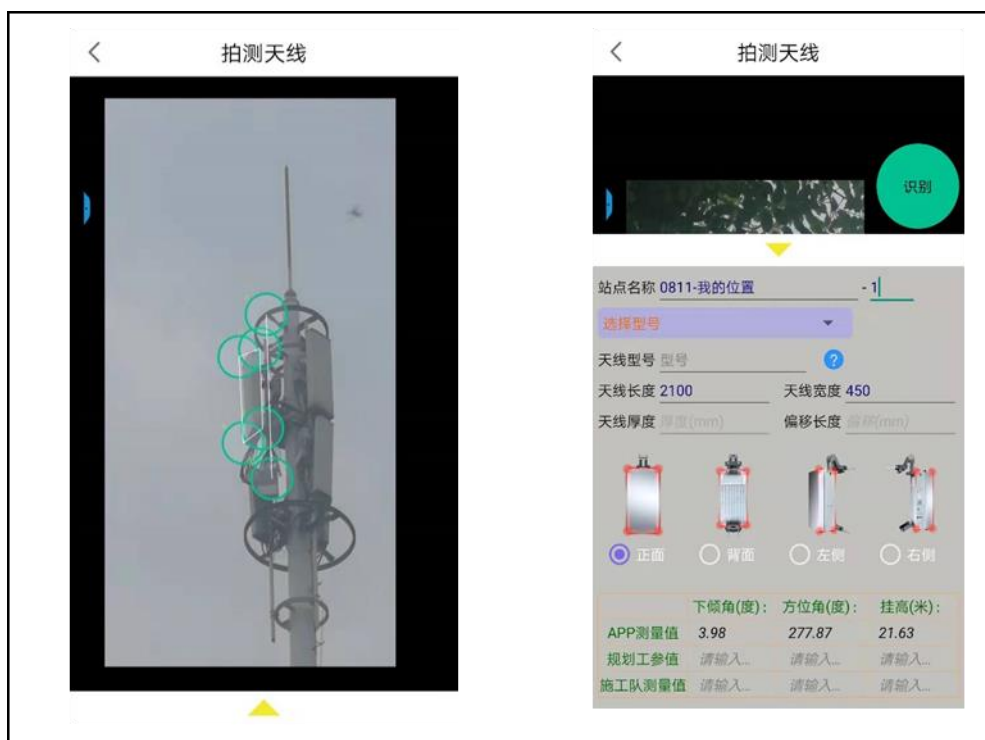 拍测天线
拍测天线
识别
站点名称 0811-我的位置 - 1
选择型号
天线型号 型号 ?
天线长度 2100 天线宽度 450
天线厚度 厚度(mm) 偏移长度 偏移(mm)
正面 背面 左侧 右侧
下倾角(度): 方位角(度): 挂高(米):
APP测量值 3.98 277.87 21.63
规划工参值 请输入... 请输入... 请输入...
施工队测量值 请输入... 请输入... 请输入...